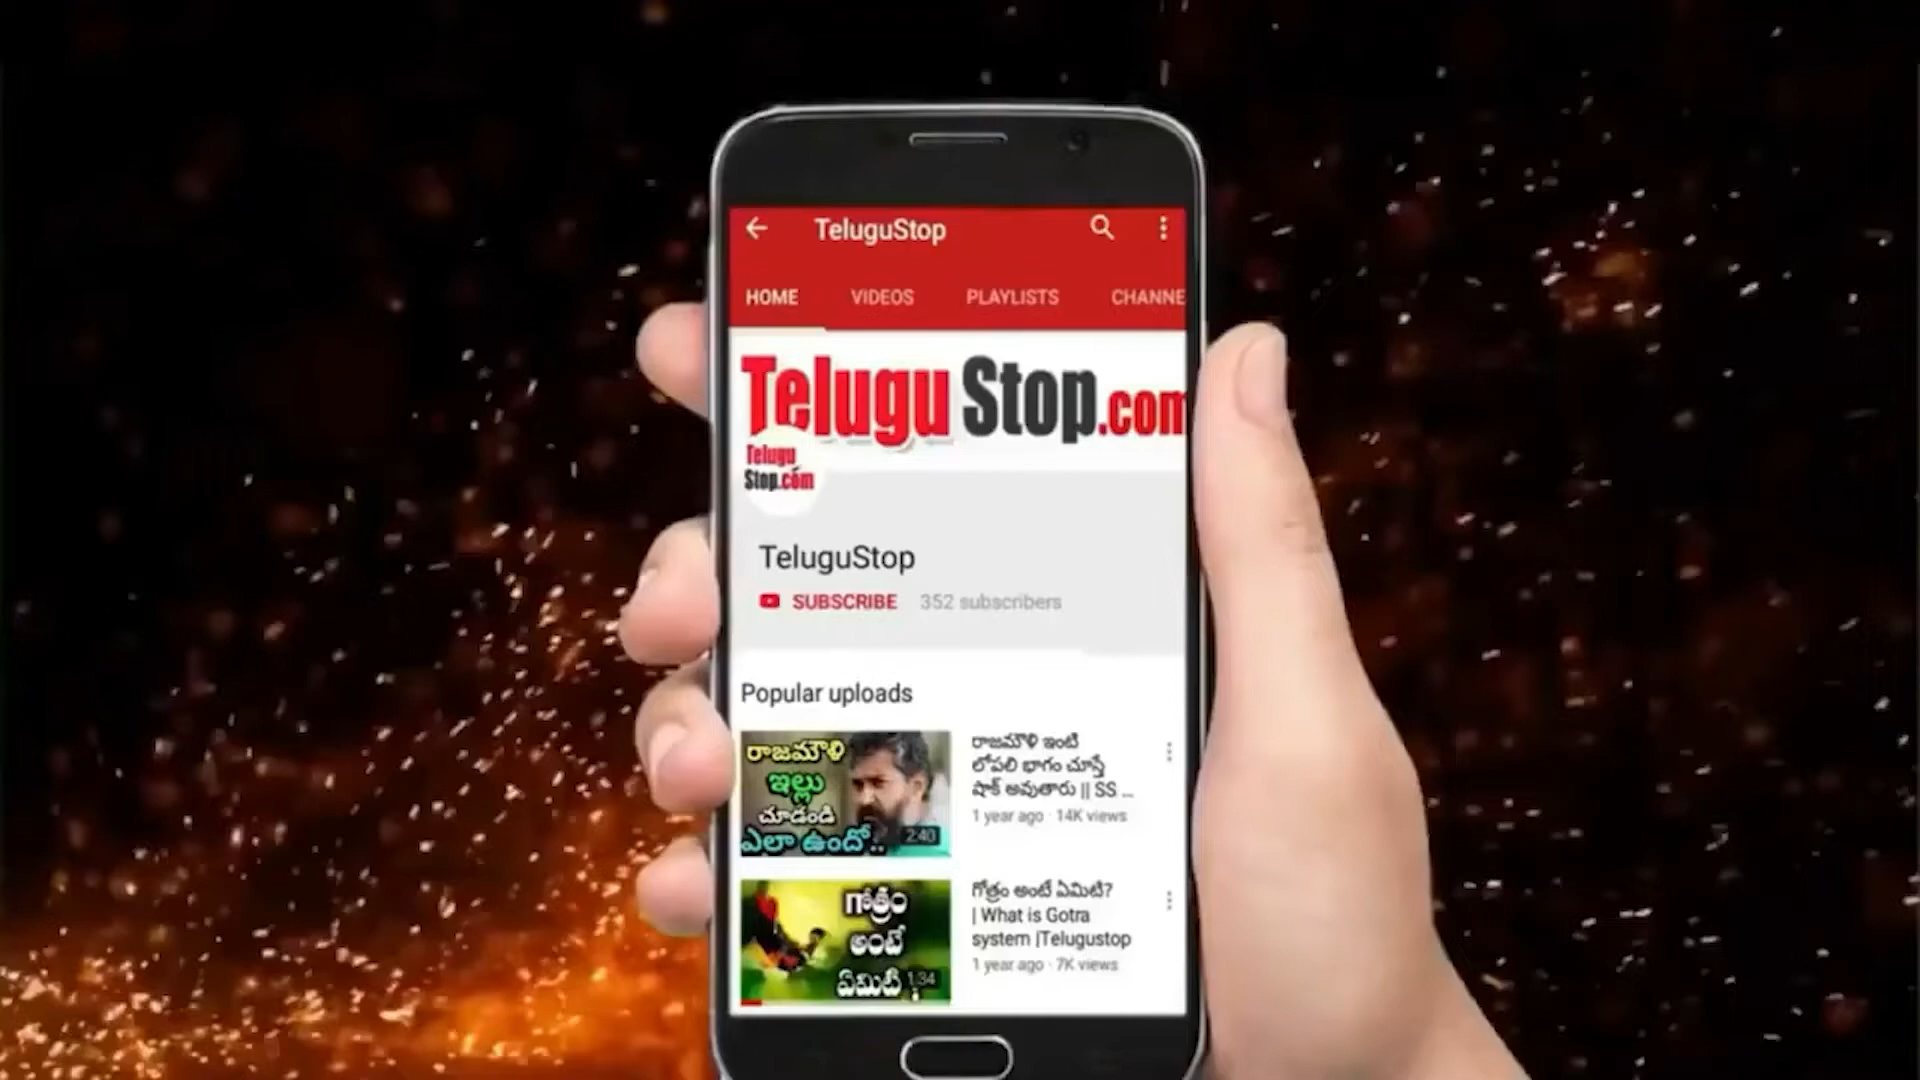 TeluguStop
HOME VIDEOS PLAYLISTS CHANNE
Telugu Stop.com
Telugu
Stop.com
TeluguStop
SUBSCRIBE 352 subscribers
Popular uploads
రాజమౌళి
ఇల్లు
చూడండి
ఎలా ఉందో..
2:40
రాజమౌళి ఇంటి
లోపలి భాగం చూస్తే
షాక్ అవుతారు || SS ...
1 year ago · 14K views
గోత్రం
అంటే
ఏమిటి
1:34
గోత్రం అంటే ఏమిటి?
| What is Gotra
system |Telugustop
1 year ago · 7K views